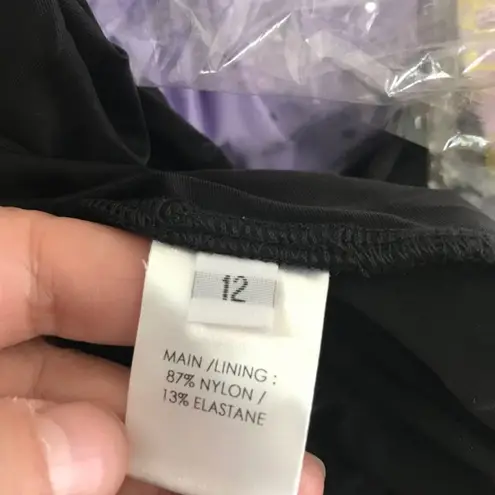 12
MAIN /LINING :
87% NYLON /
13% ELASTANE